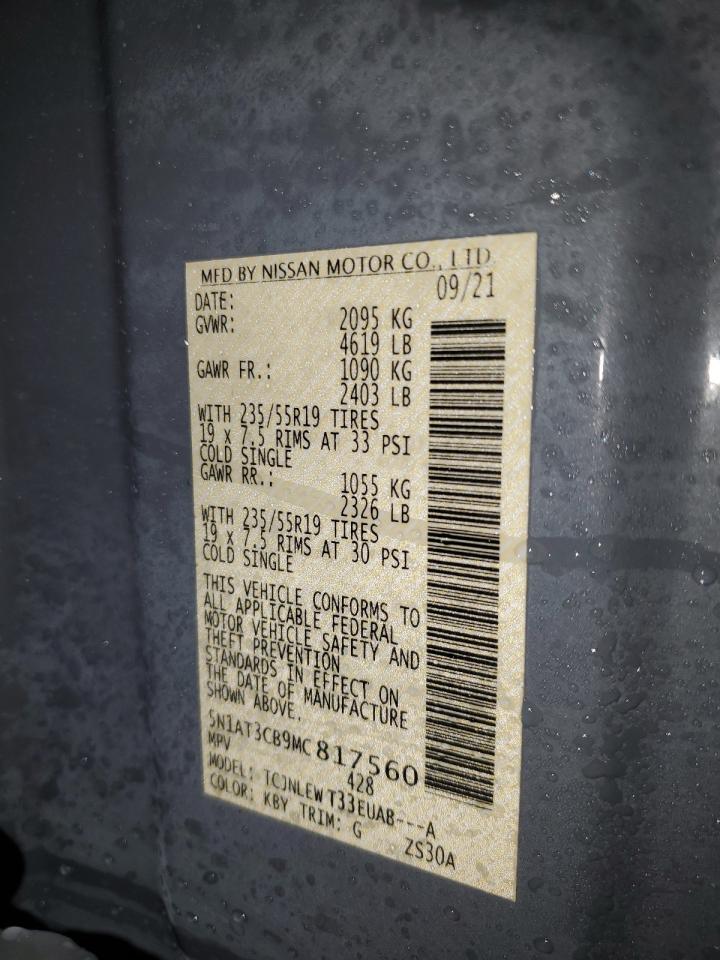 MFD BY NISSAN MOTOR CO., LTD.
DATE: 09/21
GVWR: 2095 KG
4619 LB
GAWR FR.: 1090 KG
2403 LB
WITH 235/55R19 TIRES
19 X 7.5 RIMS AT 33 PSI
COLD SINGLE
GAWR RR.: 1055 KG
2326 LB
WITH 235/55R19 TIRES
19 X 7.5 RIMS AT 30 PSI
COLD SINGLE
THIS VEHICLE CONFORMS TO
ALL APPLICABLE FEDERAL
MOTOR VEHICLE SAFETY AND
THEFT PREVENTION
STANDARDS IN EFFECT ON
THE DATE OF MANUFACTURE
SHOWN ABOVE.
5N1AT3CB9MC817560
MPV 428
MODEL: TCJNLEWT33EUAB---A
COLOR: KBY TRIM: G ZS30A